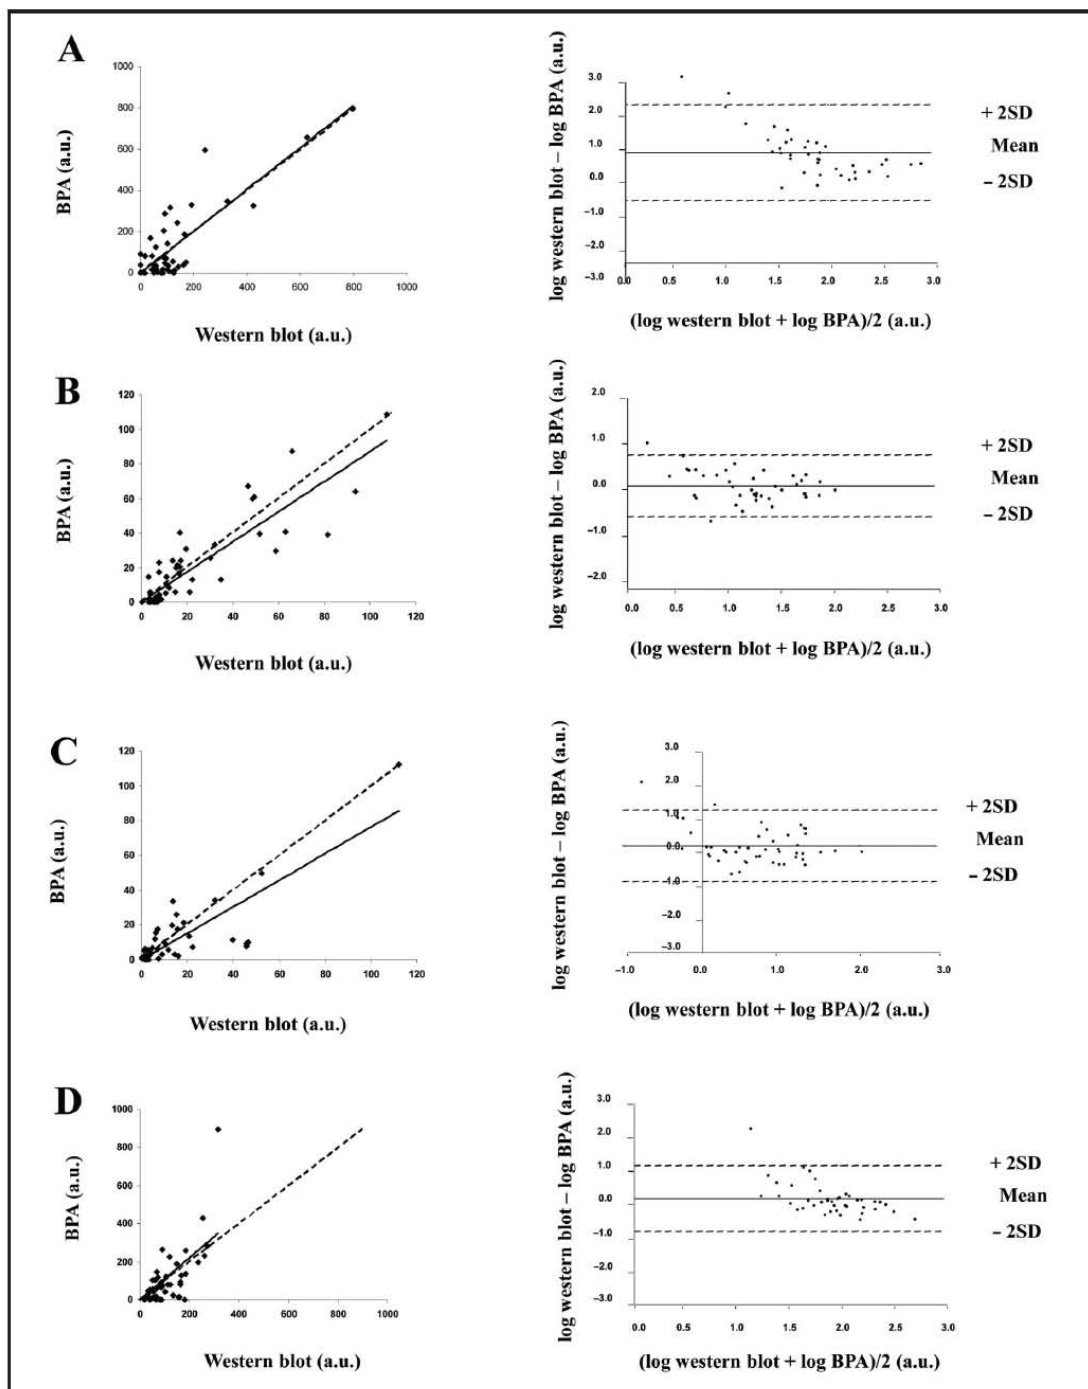 A
BPA (a.u.)
1000
800
600
400
200
0
0 200 400 600 800 1000
Western blot (a.u.)
log western blot – log BPA (a.u.)
3.0
2.0
1.0
0.0
–1.0
–2.0
–3.0
0.0 0.5 1.0 1.5 2.0 2.5 3.0
(log western blot + log BPA)/2 (a.u.)
+ 2SD
Mean
– 2SD
B
BPA (a.u.)
120
100
80
60
40
20
0
0 20 40 60 80 100 120
Western blot (a.u.)
log western blot – log BPA (a.u.)
2.0
1.0
0.0
–1.0
–2.0
0.0 0.5 1.0 1.5 2.0 2.5 3.0
(log western blot + log BPA)/2 (a.u.)
+ 2SD
Mean
– 2SD
C
BPA (a.u.)
120
100
80
60
40
20
0
0 20 40 60 80 100 120
Western blot (a.u.)
log western blot – log BPA (a.u.)
3.0
2.0
1.0
0.0
–1.0
–2.0
–3.0
–1.0 0.0 1.0 2.0 3.0
(log western blot + log BPA)/2 (a.u.)
+ 2SD
Mean
– 2SD
D
BPA (a.u.)
1000
800
600
400
200
0
0 200 400 600 800 1000
Western blot (a.u.)
log western blot – log BPA (a.u.)
3.0
2.0
1.0
0.0
–1.0
–2.0
–3.0
0.0 0.5 1.0 1.5 2.0 2.5 3.0
(log western blot + log BPA)/2 (a.u.)
+ 2SD
Mean
– 2SD